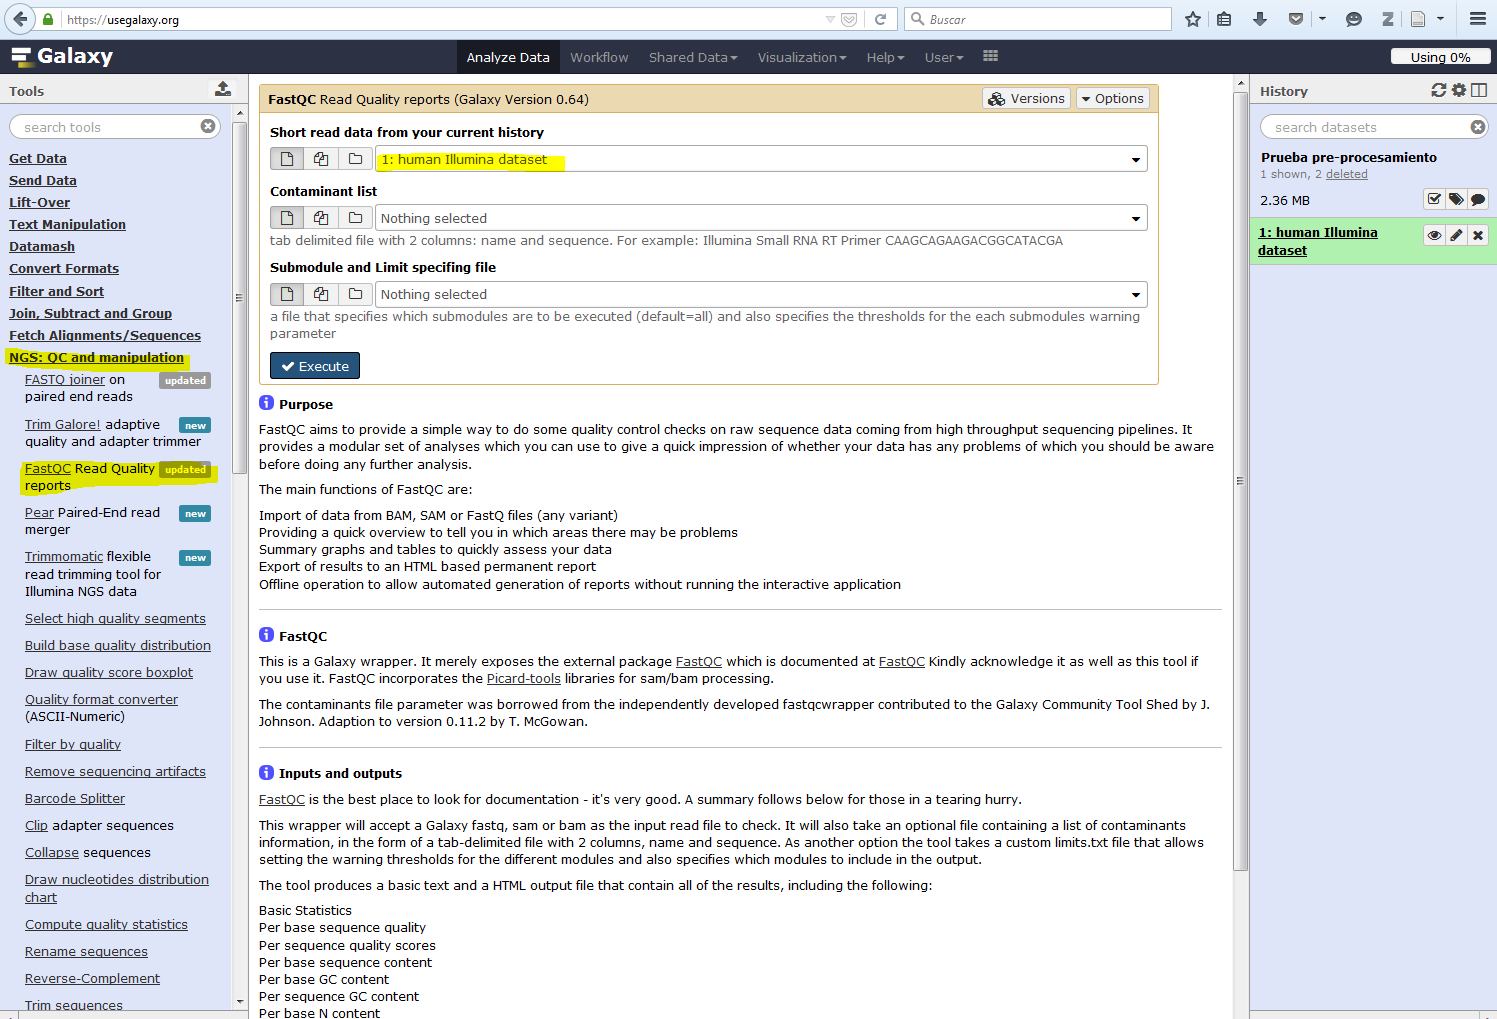 https://usegalaxy.org
Buscar
Galaxy
Analyze Data
Workflow
Shared Data
Visualization
Help
User
Using 0%
Tools
search tools
Get Data
Send Data
Lift-Over
Text Manipulation
Datamash
Convert Formats
Filter and Sort
Join, Subtract and Group
Fetch Alignments/Sequences
NGS: QC and manipulation
FASTQ joiner on updated
paired end reads
Trim Galore! adaptive new
quality and adapter trimmer
FastQC Read Quality updated
reports
Pear Paired-End read new
merger
Trimmomatic flexible new
read trimming tool for
Illumina NGS data
Select high quality segments
Build base quality distribution
Draw quality score boxplot
Quality format converter
(ASCII-Numeric)
Filter by quality
Remove sequencing artifacts
Barcode Splitter
Clip adapter sequences
Collapse sequences
Draw nucleotides distribution
chart
Compute quality statistics
Rename sequences
Reverse-Complement
Trim sequences
FastQC Read Quality reports (Galaxy Version 0.64)
Versions
Options
Short read data from your current history
1: human Illumina dataset
Contaminant list
Nothing selected
tab delimited file with 2 columns: name and sequence. For example: Illumina Small RNA RT Primer CAAGCAGAAGACGGCATACGA
Submodule and Limit specifing file
Nothing selected
a file that specifies which submodules are to be executed (default=all) and also specifies the thresholds for the each submodules warning
parameter
Execute
Purpose
FastQC aims to provide a simple way to do some quality control checks on raw sequence data coming from high throughput sequencing pipelines. It
provides a modular set of analyses which you can use to give a quick impression of whether your data has any problems of which you should be aware
before doing any further analysis.
The main functions of FastQC are:
Import of data from BAM, SAM or FastQ files (any variant)
Providing a quick overview to tell you in which areas there may be problems
Summary graphs and tables to quickly assess your data
Export of results to an HTML based permanent report
Offline operation to allow automated generation of reports without running the interactive application
FastQC
This is a Galaxy wrapper. It merely exposes the external package FastQC which is documented at FastQC Kindly acknowledge it as well as this tool if
you use it. FastQC incorporates the Picard-tools libraries for sam/bam processing.
The contaminants file parameter was borrowed from the independently developed fastqcwrapper contributed to the Galaxy Community Tool Shed by J.
Johnson. Adaption to version 0.11.2 by T. McGowan.
Inputs and outputs
FastQC is the best place to look for documentation - it's very good. A summary follows below for those in a tearing hurry.
This wrapper will accept a Galaxy fastq, sam or bam as the input read file to check. It will also take an optional file containing a list of contaminants
information, in the form of a tab-delimited file with 2 columns, name and sequence. As another option the tool takes a custom limits.txt file that allows
setting the warning thresholds for the different modules and also specifies which modules to include in the output.
The tool produces a basic text and a HTML output file that contain all of the results, including the following:
Basic Statistics
Per base sequence quality
Per sequence quality scores
Per base sequence content
Per base GC content
Per sequence GC content
Per base N content
History
search datasets
Prueba pre-procesamiento
1 shown, 2 deleted
2.36 MB
1: human Illumina
dataset